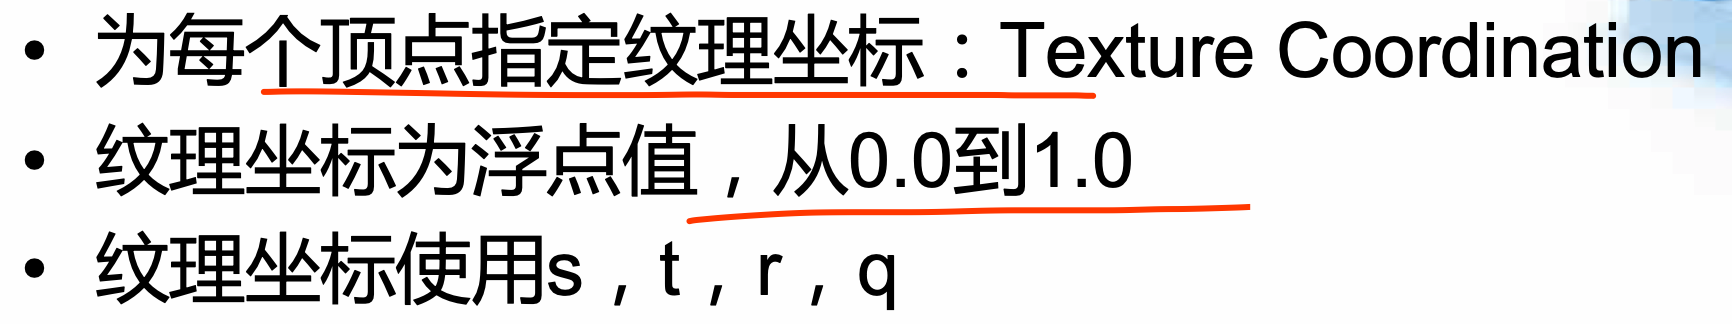 • 为每个顶点指定纹理坐标：Texture Coordination
• 纹理坐标为浮点值，从0.0到1.0
• 纹理坐标使用s，t，r，q